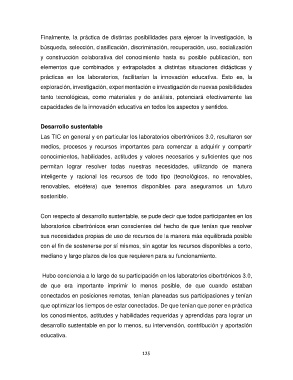 Finalmente, la práctica de distintas posibilidades para ejercer la investigación, la
búsqueda, selección, clasificación, discriminación, recuperación, uso, socialización
y construcción colaborativa del conocimiento hasta su posible publicación, son
elementos que combinados y extrapolados a distintas situaciones didácticas y
prácticas en los laboratorios, facilitarían la innovación educativa. Esto es, la
exploración, investigación, experimentación e investigación de nuevas posibilidades
tanto tecnológicas, como materiales y de análisis, potenciará efectivamente las
capacidades de la innovación educativa en todos los aspectos y sentidos.
Desarrollo sustentable
Las TIC en general y en particular los laboratorios cibertrónicos 3.0, resultaron ser
medios, procesos y recursos importantes para comenzar a adquirir y compartir
conocimientos, habilidades, actitudes y valores necesarios y suficientes que nos
permitan lograr resolver todas nuestras necesidades, utilizando de manera
inteligente y racional los recursos de todo tipo (tecnológicos, no renovables,
renovables, etcétera) que tenemos disponibles para asegurarnos un futuro
sostenible.
Con respecto al desarrollo sustentable, se pude decir que todos participantes en los
laboratorios cibertrónicos eran conscientes del hecho de que tenían que resolver
sus necesidades propias de uso de recursos de la manera más equilibrada posible
con el fin de sostenerse por sí mismos, sin agotar los recursos disponibles a corto,
mediano y largo plazos de los que requieren para su funcionamiento.
Hubo conciencia a lo largo de su participación en los laboratorios cibertrónicos 3.0,
de que era importante imprimir lo menos posible, de que cuando estaban
conectados en posiciones remotas, tenían planeadas sus participaciones y tenían
que optimizar los tiempos de estar conectados. De que tenían que poner en práctica
los conocimientos, actitudes y habilidades requeridas y aprendidas para lograr un
desarrollo sustentable en por lo menos, su intervención, contribución y aportación
educativa.
125